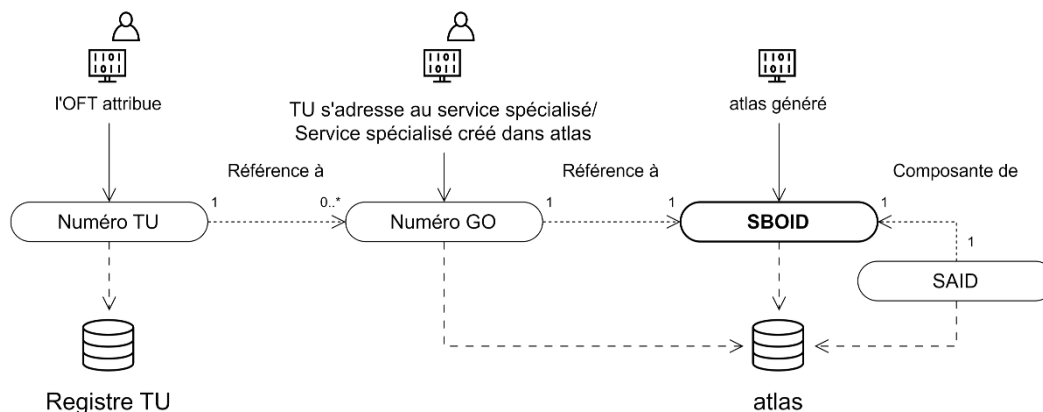 l'OFT attribue
TU s'adresse au service spécialisé/
Service spécialisé créé dans atlas
atlas généré
Référence à
Référence à
Composante de
Numéro TU
1
0..*
Numéro GO
1
1
SBOID
1
1
SAID
Registre TU
atlas